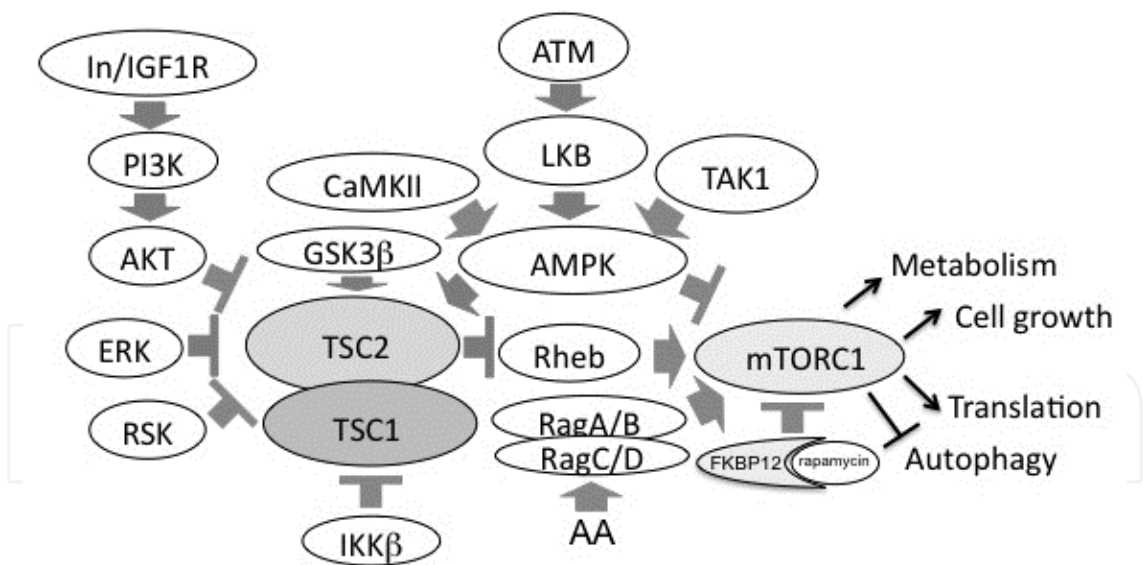 ATM
In/IGF1R
LKB
PI3K
TAK1
CaMKII
GSK3β
AKT
AMPK
Metabolism
Cell growth
TSC2
ERK
Rheb
mTORC1
Translation
RSK
TSC1
RagA/B
RagC/D
FKBP12
rapamycin
Autophagy
AA
IKKβ